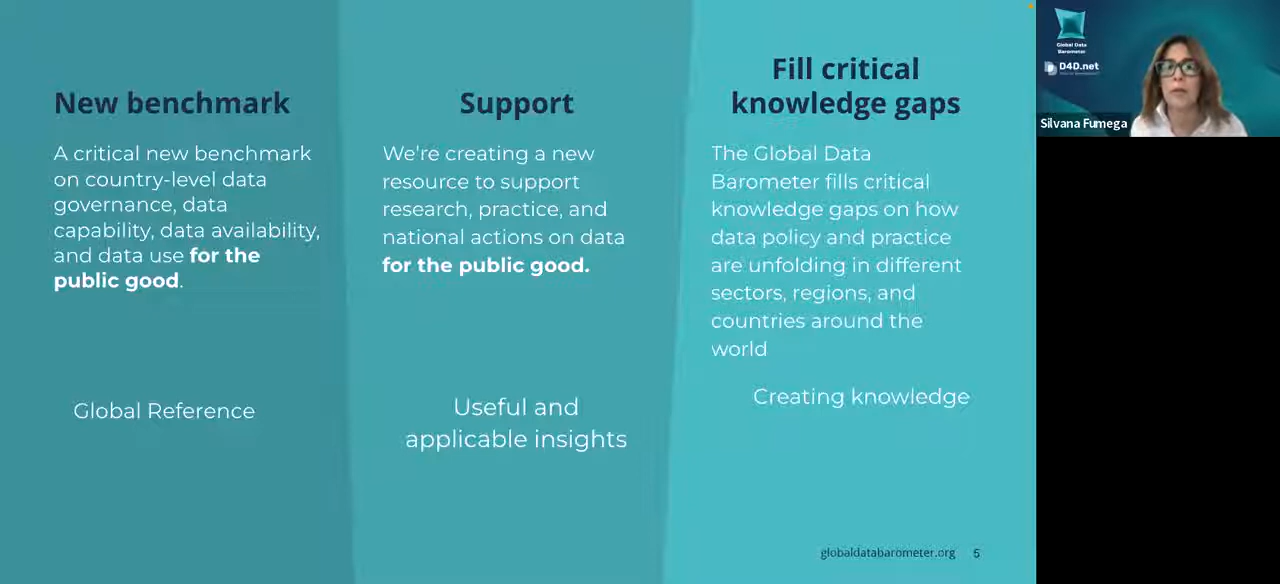 New benchmark
A critical new benchmark
on country-level data
governance, data
capability, data availability,
and data use for the
public good.
Global Reference
Support
We're creating a new
resource to support
research, practice, and
national actions on data
for the public good.
Useful and
applicable insights
Fill critical
knowledge gaps
The Global Data
Barometer fills critical
knowledge gaps on how
data policy and practice
are unfolding in different
sectors, regions, and
countries around the
world
Creating knowledge
globaldatabarometer.org 5
Global Data
Barometer
D4D.net
Silvana Fumega